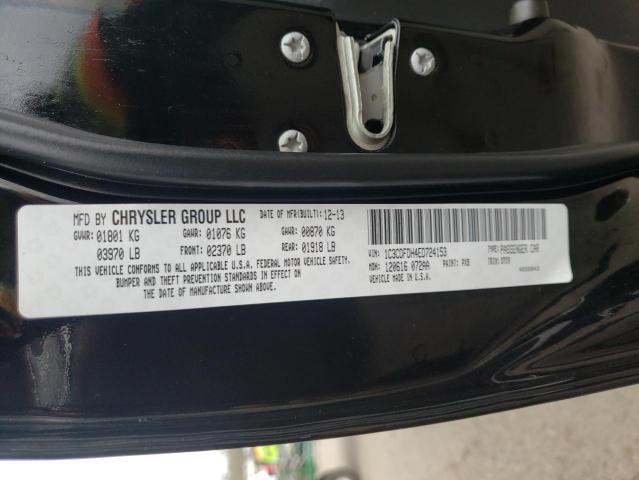 MFD BY CHRYSLER GROUP LLC DATE OF MFR(BUILT): 12-13
GVWR: 01801 KG GAWR: 01076 KG GAWR: 00870 KG
03970 LB FRONT: 02370 LB REAR: 01918 LB
THIS VEHICLE CONFORMS TO ALL APPLICABLE U.S.A. FEDERAL MOTOR VEHICLE SAFETY,
BUMPER AND THEFT PREVENTION STANDARDS IN EFFECT ON
THE DATE OF MANUFACTURE SHOWN ABOVE.
VIN: 1C3CDFDH4ED724153 TYPE: PASSENGER CAR
MDH: 120616 072AA PAINT: PXB TRIM:
VEHICLE MADE IN U.S.A.